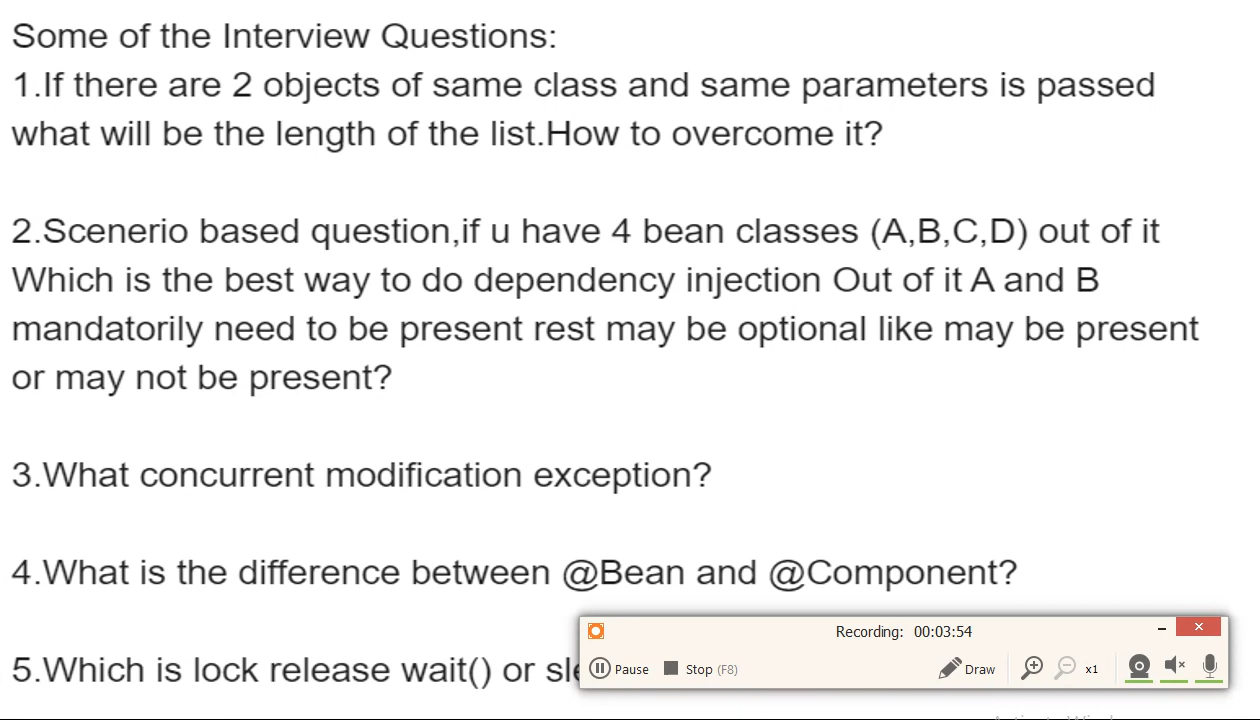 Some of the Interview Questions:
1.If there are 2 objects of same class and same parameters is passed
what will be the length of the list.How to overcome it?
2.Scenerio based question,if u have 4 bean classes (A,B,C,D) out of it
Which is the best way to do dependency injection Out of it A and B
mandatorily need to be present rest may be optional like may be present
or may not be present?
3.What concurrent modification exception?
4.What is the difference between @Bean and @Component?
5.Which is lock release wait() or
Recording: 00:03:54
Pause Stop (F8) Draw x1